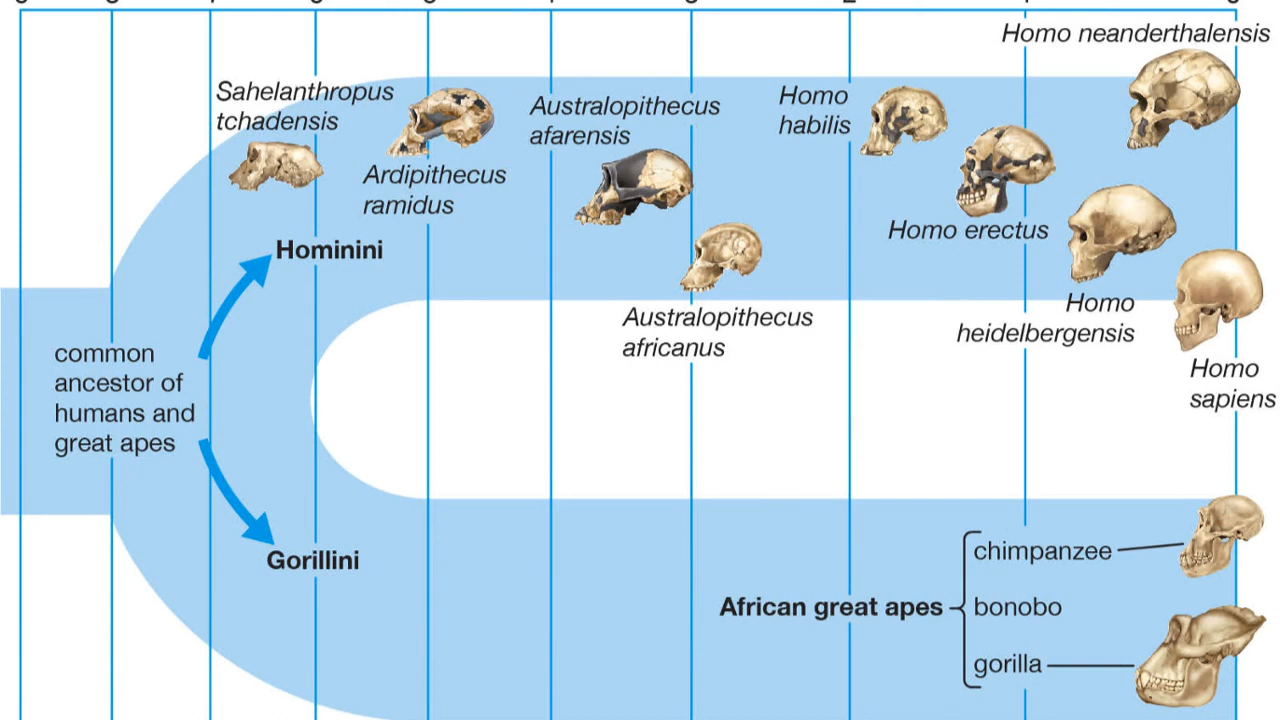 Homo neanderthalensis
Sahelanthropus
tchadensis
Ardipithecus
ramidus
Australopithecus
afarensis
Homo
habilis
Homo erectus
Hominini
Australopithecus
africanus
Homo
heidelbergensis
Homo
sapiens
common
ancestor of
humans and
great apes
Gorillini
African great apes
chimpanzee
bonobo
gorilla